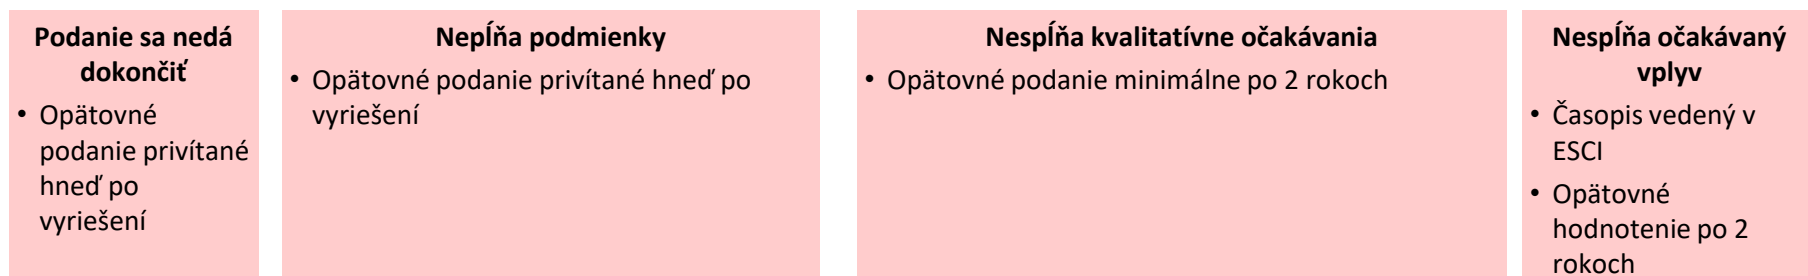 Podanie sa nedá
dokončiť
• Opätovné
podanie privítané
hneď po
vyriešení
Nepĺňa podmienky
• Opätovné podanie privítané hneď po
vyriešení
Nespĺňa kvalitatívne očakávania
• Opätovné podanie minimálne po 2 rokoch
Nespĺňa očakávaný
vplyv
• Časopis vedený v
ESCI
• Opätovné
hodnotenie po 2
rokoch